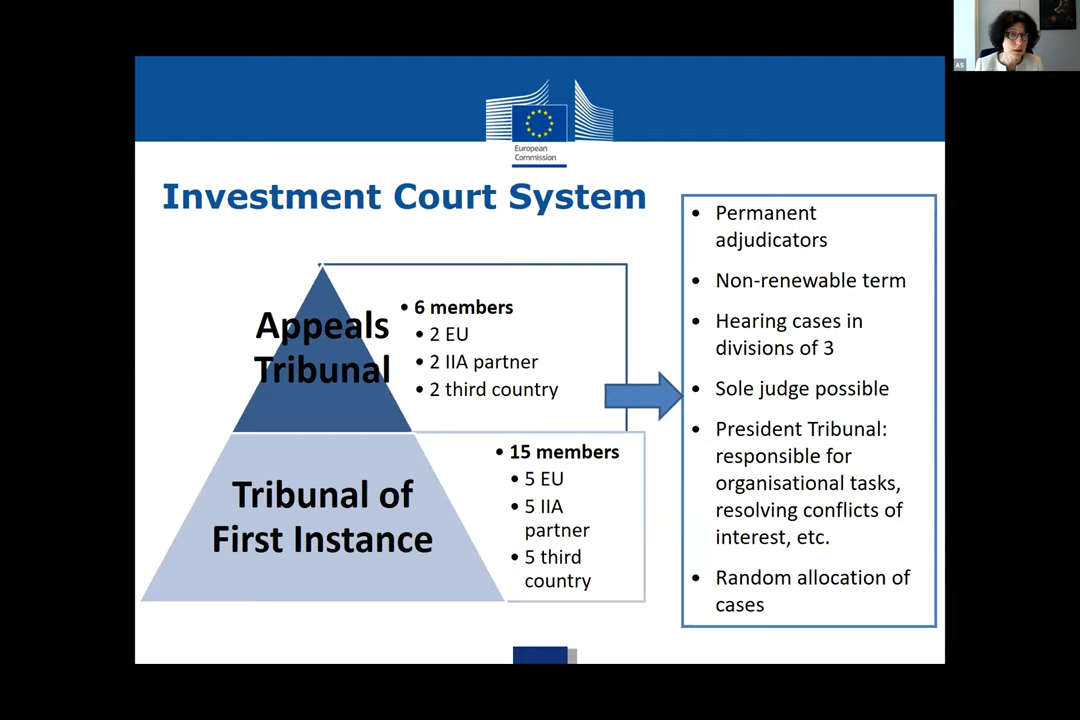 AS
European
Commission
Investment Court System
Appeals
Tribunal
• 6 members
• 2 EU
• 2 IIA partner
• 2 third country
Tribunal of
First Instance
• 15 members
• 5 EU
• 5 IIA
partner
• 5 third
country
• Permanent
adjudicators
• Non-renewable term
• Hearing cases in
divisions of 3
• Sole judge possible
• President Tribunal:
responsible for
organisational tasks,
resolving conflicts of
interest, etc.
• Random allocation of
cases